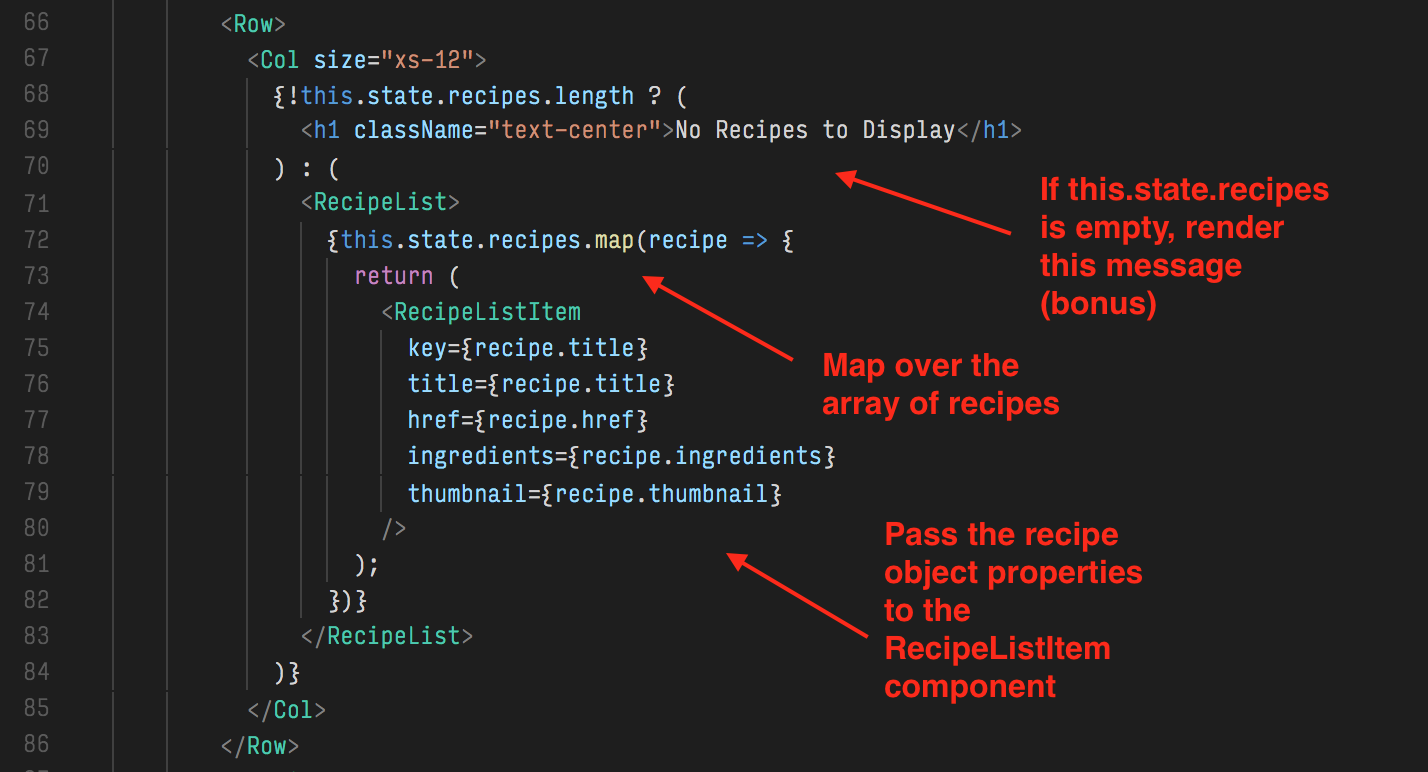 66 <Row>
67 <Col size="xs-12">
68 {!this.state.recipes.length ? (
69 <h1 className="text-center">No Recipes to Display</h1>
70 ) : (
71 <RecipeList>
72 {this.state.recipes.map(recipe => {
73 return (
74 <RecipeListItem
75 key={recipe.title}
76 title={recipe.title}
77 href={recipe.href}
78 ingredients={recipe.ingredients}
79 thumbnail={recipe.thumbnail}
80 />
81 );
82 })}
83 </RecipeList>
84 )}
85 </Col>
86 </Row>
If this.state.recipes
is empty, render
this message
(bonus)
Map over the
array of recipes
Pass the recipe
object properties
to the
RecipeListItem
component